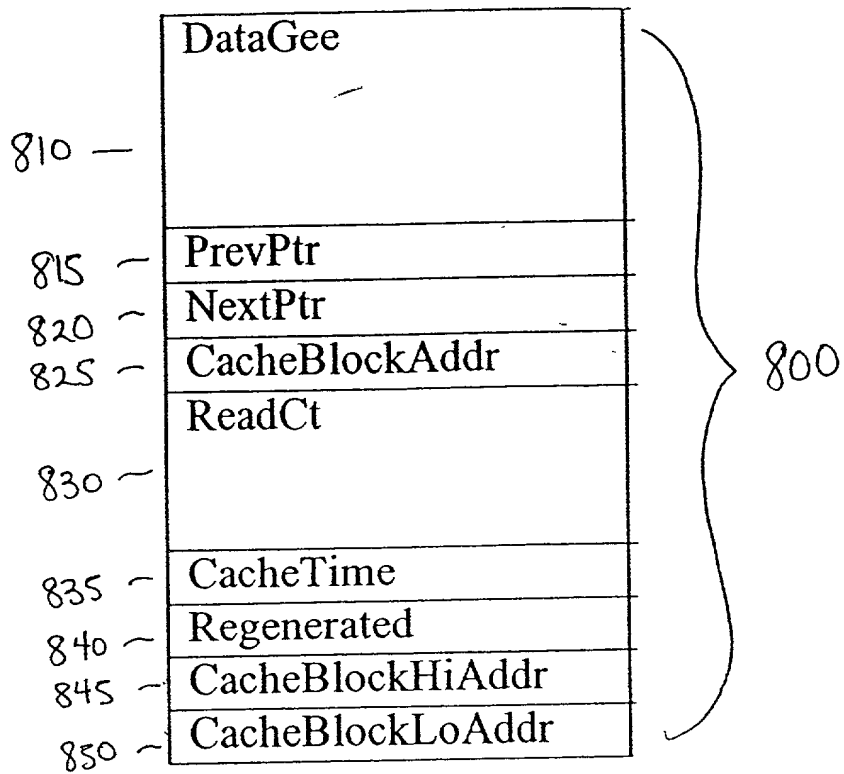 DataGee
810
815 PrevPtr
820 NextPtr
825 CacheBlockAddr
800
ReadCt
830
835 CacheTime
840 Regenerated
845 CacheBlockHiAddr
850 CacheBlockLoAddr